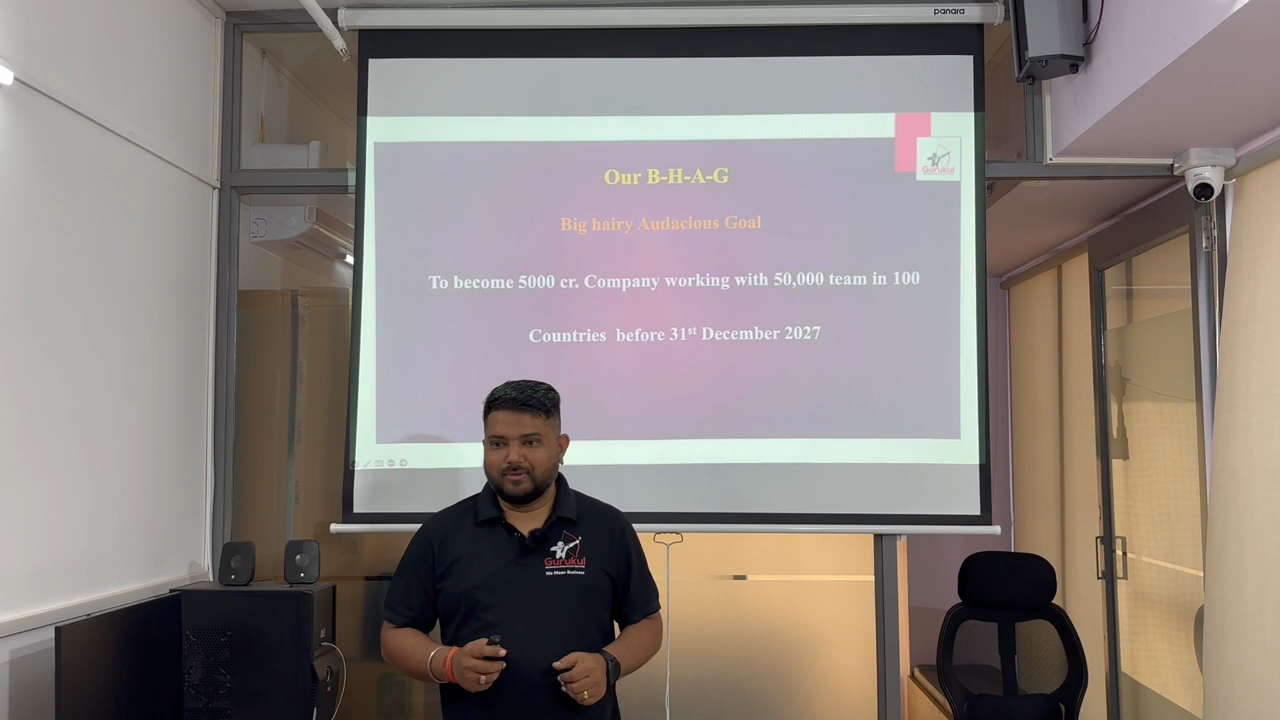 panara
Gurukul
Our B-H-A-G
Big hairy Audacious Goal
To become 5000 cr. Company working with 50,000 team in 100
Countries before 31st December 2027
Gurukul
We Mean Business